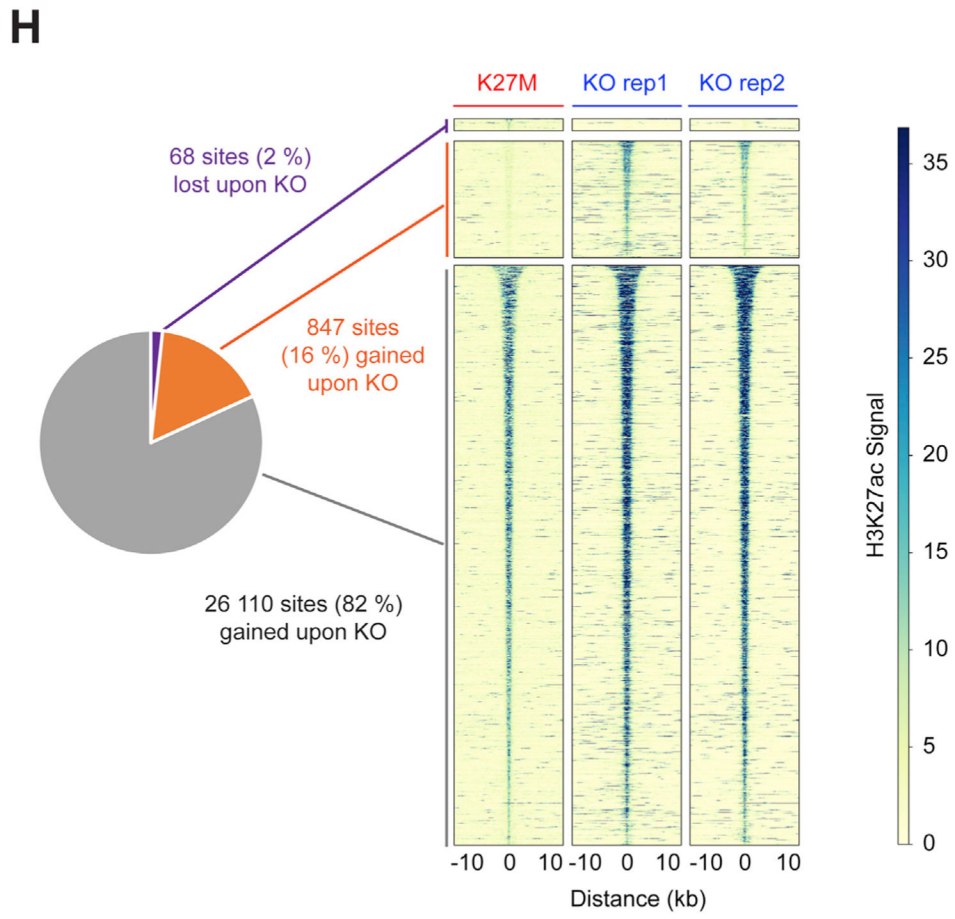 H
K27M
KO rep1
KO rep2
68 sites (2 %)
lost upon KO
847 sites
(16 %) gained
upon KO
26 110 sites (82 %)
gained upon KO
H3K27ac Signal
35
30
25
20
15
10
5
0
-10 0 10
-10 0 10
-10 0 10
Distance (kb)